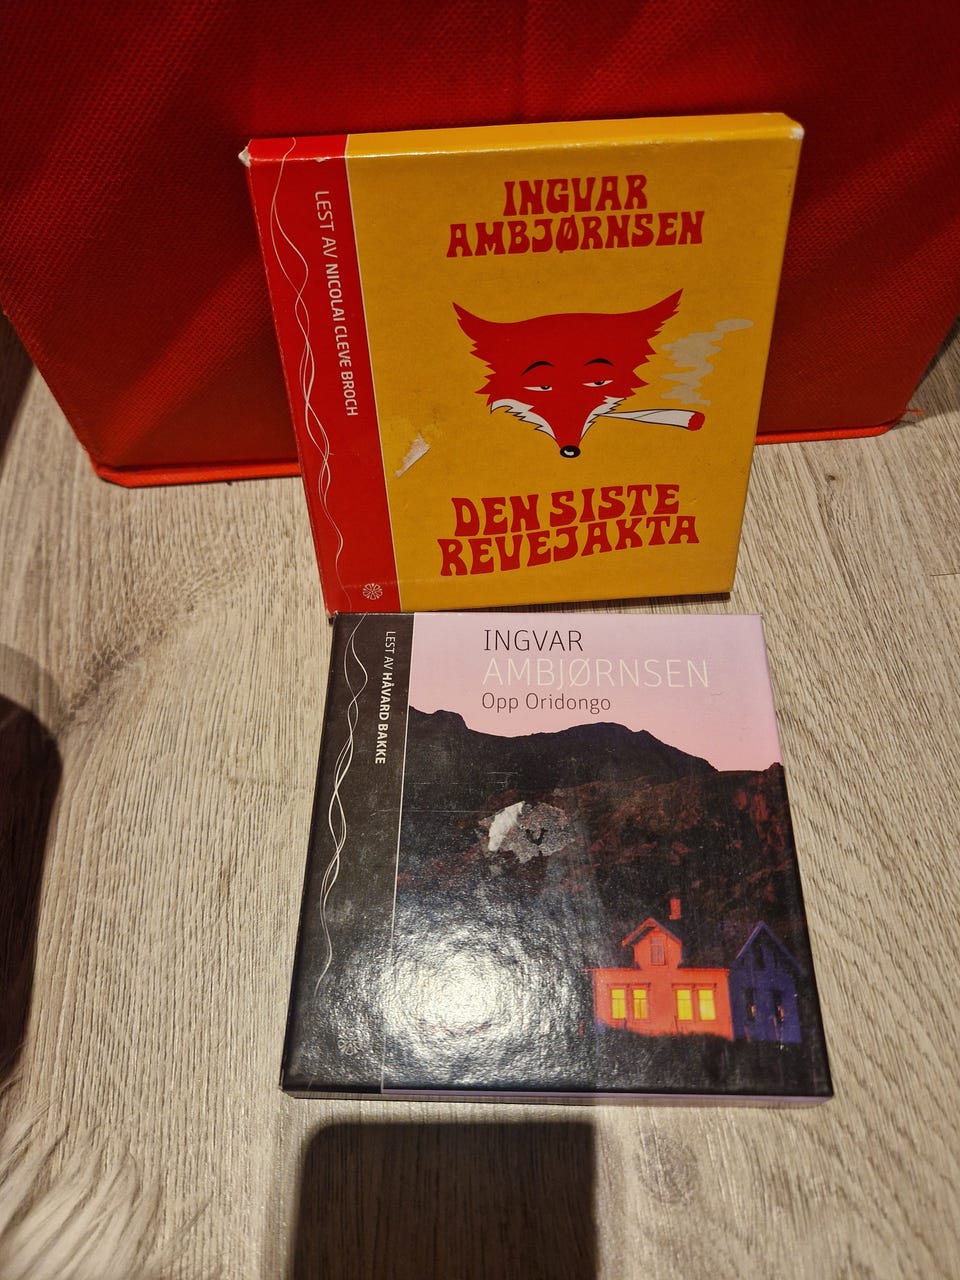 LEST AV NICOLAI CLEVE BROCH
INGVAR
AMBJØRNSEN
DEN SISTE
REVEJAKTA
LEST AV HÅVARD BAKKE
INGVAR
AMBJØRNSEN
Opp Oridongo